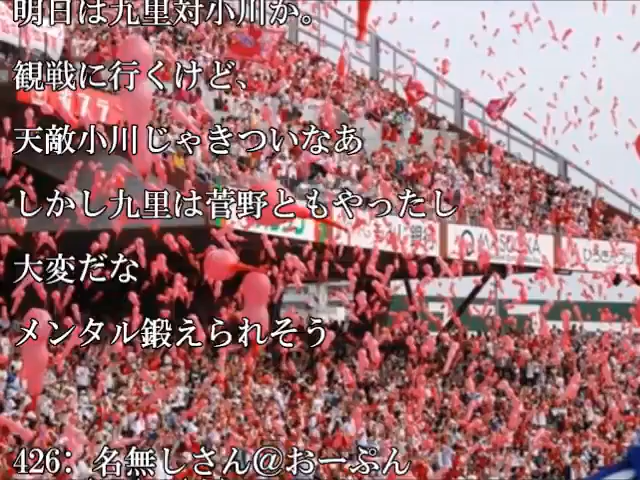 明日は九里対小川か。
観戦に行くけど、
天敵小川じゃきついなあ
しかし九里は菅野ともやったし
大変だな
メンタル鍛えられそう
426: 名無しさん@おーぷん